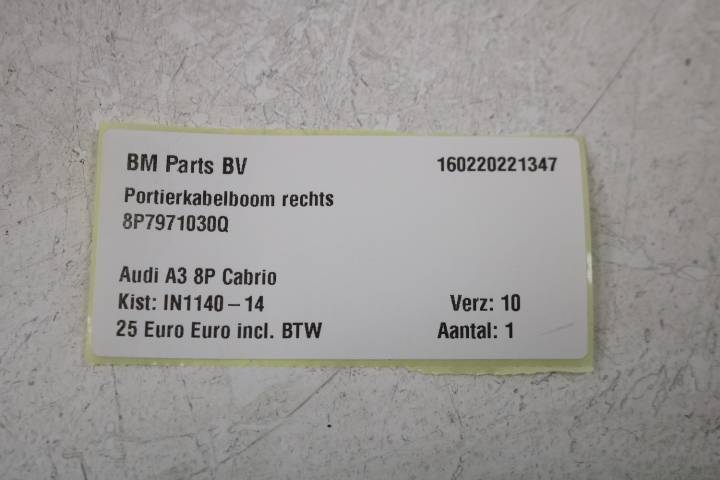 BM Parts BV 160220221347
Portierkabelboom rechts
8P7971030Q
Audi A3 8P Cabrio
Kist: IN1140-14 Verz: 10
25 Euro Euro incl. BTW Aantal: 1